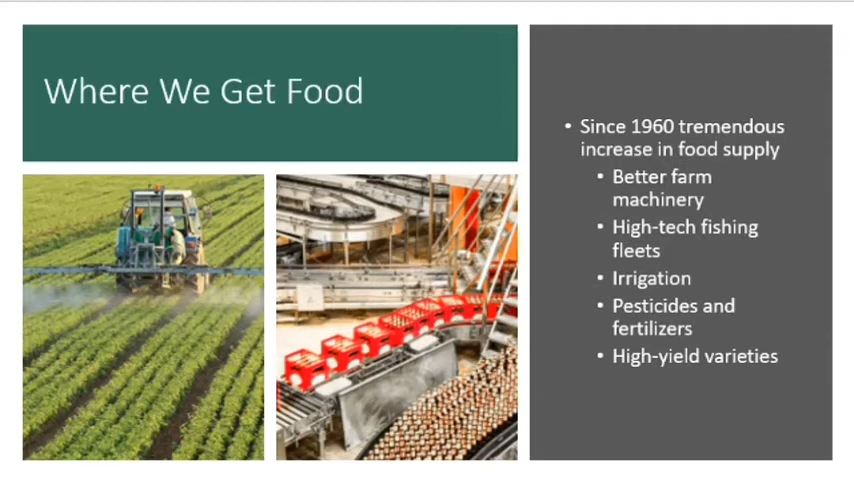 Where We Get Food
• Since 1960 tremendous
increase in food supply
• Better farm
machinery
• High-tech fishing
fleets
• Irrigation
• Pesticides and
fertilizers
• High-yield varieties